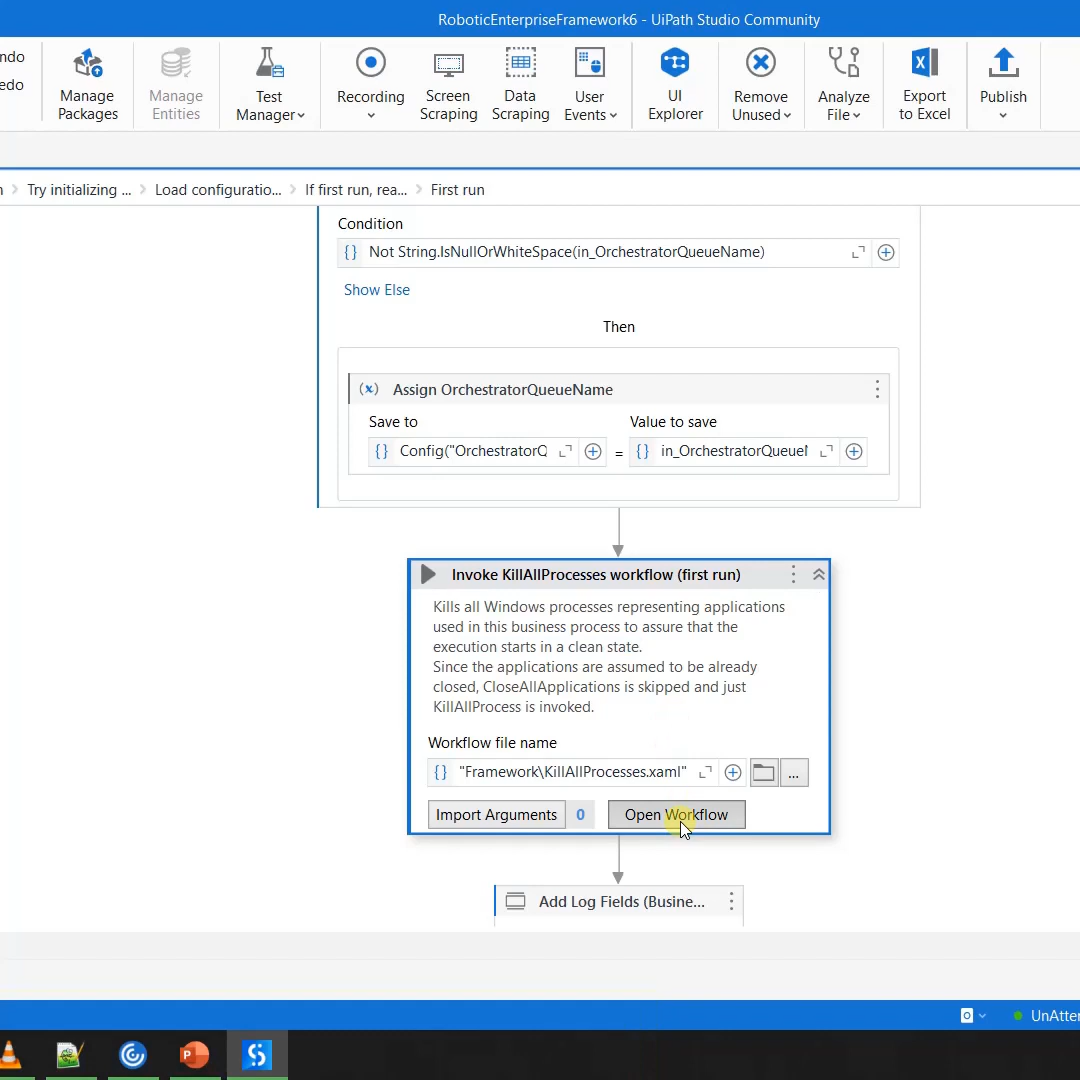 RoboticEnterpriseFramework6 - UiPath Studio Community
ndo
edo
Manage Packages
Manage Entities
Test Manager
Recording
Screen Scraping
Data Scraping
User Events
UI Explorer
Remove Unused
Analyze File
Export to Excel
Publish
n > Try initializing ... > Load configuratio... > If first run, rea... > First run
Condition
{} Not String.IsNullOrWhiteSpace(in_OrchestratorQueueName)
Show Else
Then
(x) Assign OrchestratorQueueName
Save to Value to save
{} Config("OrchestratorQ = {} in_OrchestratorQueueN
Invoke KillAllProcesses workflow (first run)
Kills all Windows processes representing applications
used in this business process to assure that the
execution starts in a clean state.
Since the applications are assumed to be already
closed, CloseAllApplications is skipped and just
KillAllProcess is invoked.
Workflow file name
{} "Framework\KillAllProcesses.xaml" ...
Import Arguments 0 Open Workflow
Add Log Fields (Busine...
UnAtter